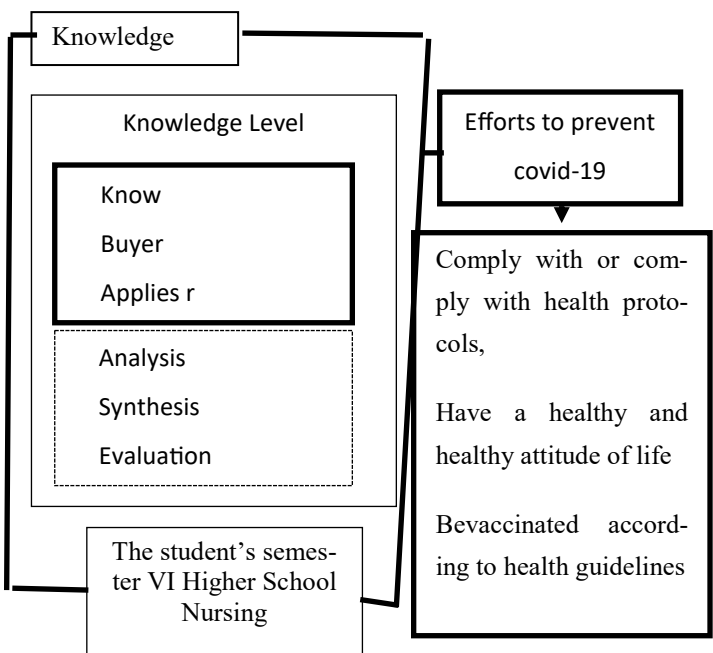 Knowledge
Knowledge Level
Know
Buyer
Applies r
Analysis
Synthesis
Evaluation
The student's semes-
ter VI Higher School
Nursing
Efforts to prevent
covid-19
Comply with or com-
ply with health proto-
cols,
Have a healthy and
healthy attitude of life
Bevaccinated accord-
ing to health guidelines